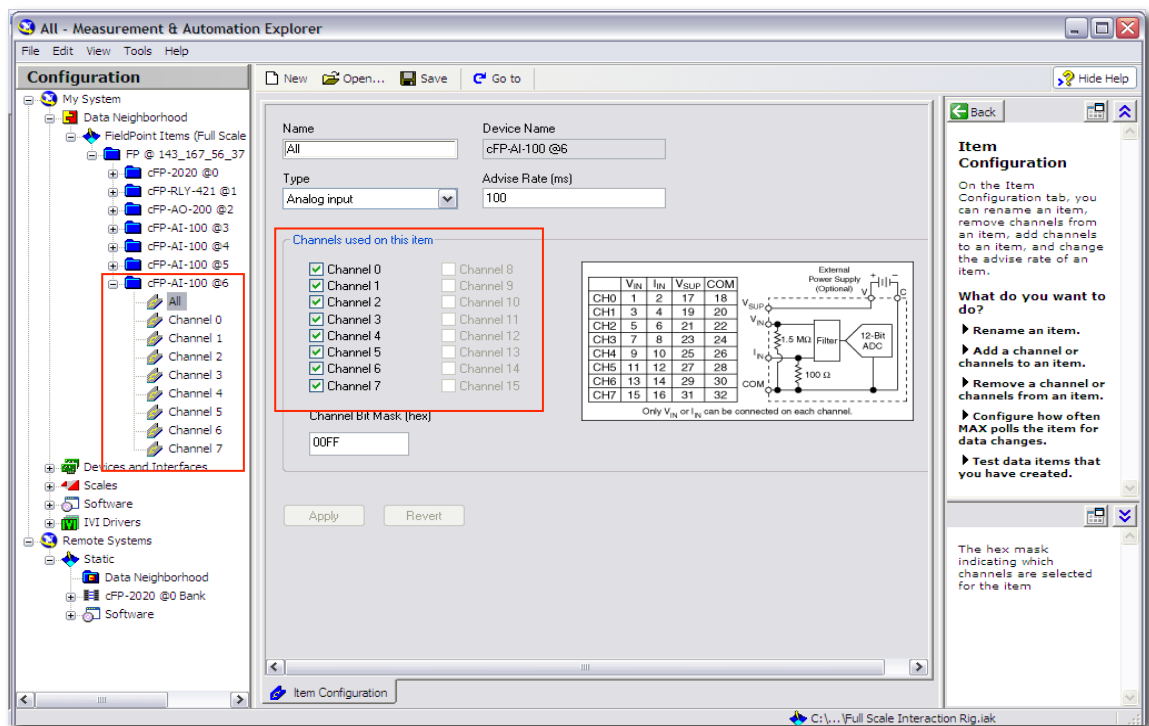 All - Measurement & Automation Explorer
File Edit View Tools Help
Configuration
New Open... Save Go to Hide Help
My System
Data Neighborhood
FieldPoint Items (Full Scale
FP @ 143_167_56_37
cFP-2020 @0
cFP-RLY-421 @1
cFP-AO-200 @2
cFP-AI-100 @3
cFP-AI-100 @4
cFP-AI-100 @5
cFP-AI-100 @6
All
Channel 0
Channel 1
Channel 2
Channel 3
Channel 4
Channel 5
Channel 6
Channel 7
Devices and Interfaces
Scales
Software
IVI Drivers
Remote Systems
Static
Data Neighborhood
cFP-2020 @0 Bank
Software
Name
All
Device Name
cFP-AI-100 @6
Type
Analog input
Advise Rate (ms)
100
Channels used on this item
Channel 0 Channel 8
Channel 1 Channel 9
Channel 2 Channel 10
Channel 3 Channel 11
Channel 4 Channel 12
Channel 5 Channel 13
Channel 6 Channel 14
Channel 7 Channel 15
Channel Bit Mask (hex)
00FF
VIN IIN VSUP COM
CH0 1 2 17 18
CH1 3 4 19 20
CH2 5 6 21 22
CH3 7 8 23 24
CH4 9 10 25 26
CH5 11 12 27 28
CH6 13 14 29 30
CH7 15 16 31 32
External
Power Supply
(Optional)
+ -
V C
VSUP
VIN
IIN
COM
1.5 MΩ
Filter
12-Bit
ADC
100 Ω
Only VIN or IIN can be connected on each channel.
Apply Revert
Item Configuration
Back
Item
Configuration
On the Item
Configuration tab, you
can rename an item,
remove channels from
an item, add channels
to an item, and change
the advise rate of an
item.
What do you want to
do?
Rename an item.
Add a channel or
channels to an item.
Remove a channel or
channels from an item.
Configure how often
MAX polls the item for
data changes.
Test data items that
you have created.
The hex mask
indicating which
channels are selected
for the item
C:\...\Full Scale Interaction Rig.iak